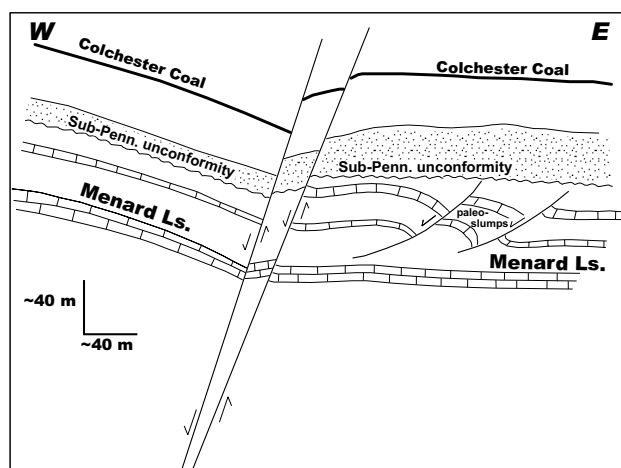 W
E
Colchester Coal
Colchester Coal
Sub-Penn. unconformity
Sub-Penn. unconformity
Menard Ls.
paleo-
slumps
Menard Ls.
~40 m
~40 m